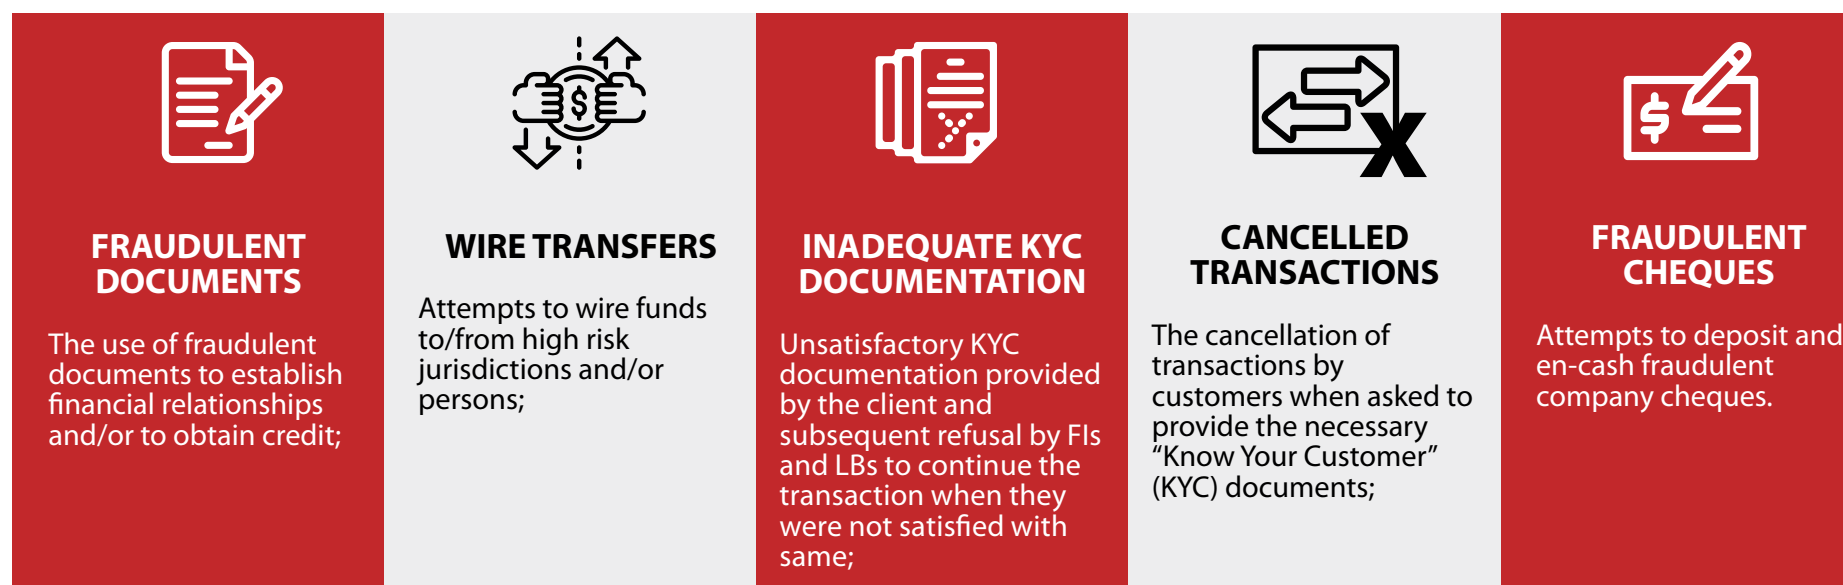 FRAUDULENT
DOCUMENTS
The use of fraudulent
documents to establish
financial relationships
and/or to obtain credit;
WIRE TRANSFERS
Attempts to wire funds
to/from high risk
jurisdictions and/or
persons;
INADEQUATE KYC
DOCUMENTATION
Unsatisfactory KYC
documentation provided
by the client and
subsequent refusal by FIs
and LBs to continue the
transaction when they
were not satisfied with
same;
CANCELLED
TRANSACTIONS
The cancellation of
transactions by
customers when asked to
provide the necessary
“Know Your Customer”
(KYC) documents;
FRAUDULENT
CHEQUES
Attempts to deposit and
en-cash fraudulent
company cheques.